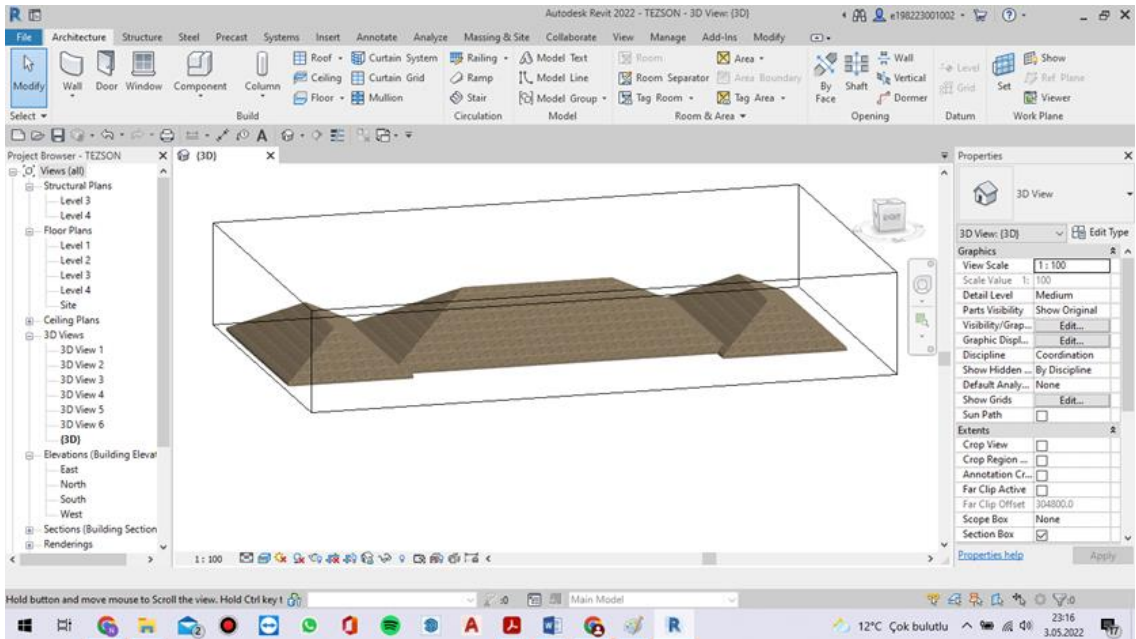 Autodesk Revit 2022 - TEZSON - 3D View: {3D}
e198223001002
File Architecture Structure Steel Precast Systems Insert Annotate Analyze Massing & Site Collaborate View Manage Add-Ins Modify
Modify Wall Door Window Component Column
Roof Curtain System Railing Model Text Room Area Wall Show
Ceiling Curtain Grid Ramp Model Line Room Separator Area Boundary Vertical Level Ref Plane
Floor Mullion Stair Model Group Tag Room Tag Area Dormer Grid Viewer
By Face Shaft Set
Select Build Circulation Model Room & Area Opening Datum Work Plane
Project Browser - TEZSON X
Views (all)
Structural Plans
Level 3
Level 4
Floor Plans
Level 1
Level 2
Level 3
Level 4
Site
Ceiling Plans
3D Views
3D View 1
3D View 2
3D View 3
3D View 4
3D View 5
3D View 6
{3D}
Elevations (Building Elevat
East
North
South
West
Sections (Building Section
Renderings
{3D} X
RIGHT
1 : 100
Properties X
3D View
3D View: {3D} Edit Type
Graphics
View Scale 1 : 100
Scale Value 1: 100
Detail Level Medium
Parts Visibility Show Original
Visibility/Grap... Edit...
Graphic Displ... Edit...
Discipline Coordination
Show Hidden ... By Discipline
Default Analy... None
Show Grids Edit...
Sun Path
Extents
Crop View
Crop Region ...
Annotation Cr...
Far Clip Active
Far Clip Offset 304800.0
Scope Box None
Section Box
Properties help Apply
Hold button and move mouse to Scroll the view. Hold Ctrl key t
:0 Main Model
:0
12°C Çok bulutlu
23:16
3.05.2022
17